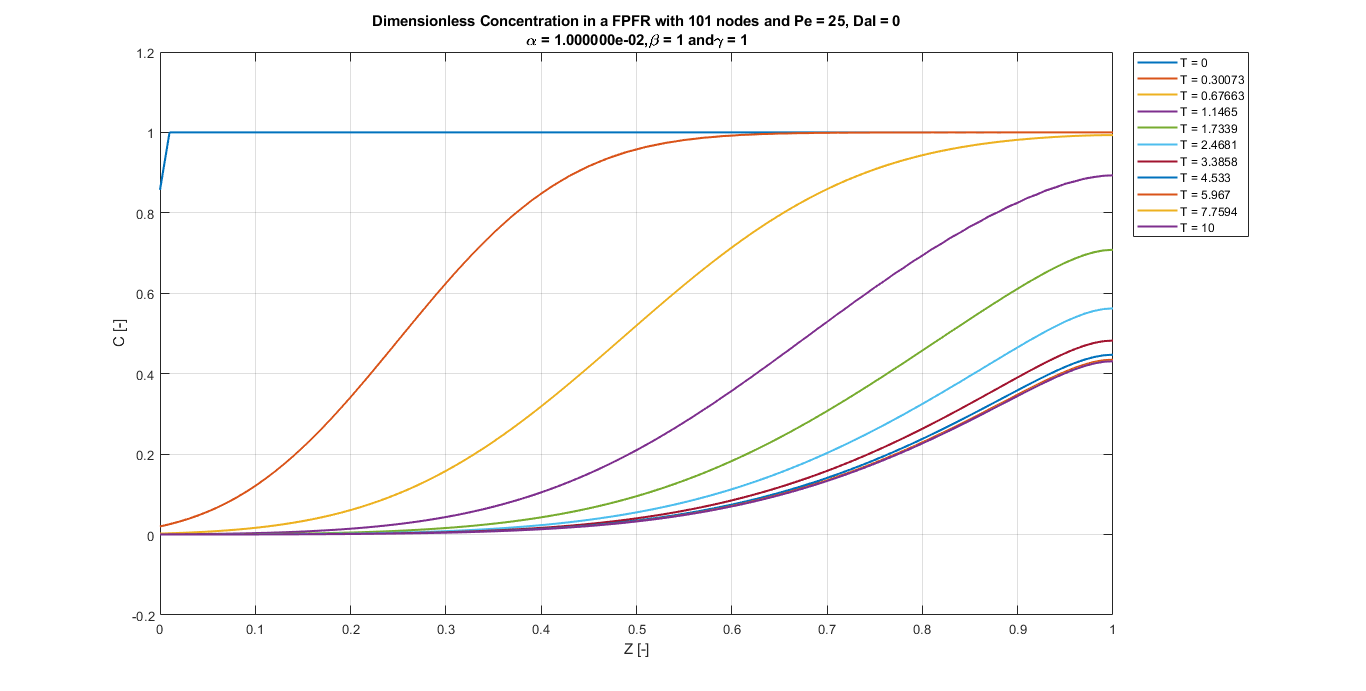 Dimensionless Concentration in a FPFR with 101 nodes and Pe = 25, DaI = 0
α = 1.000000e-02,β = 1 andγ = 1
1.2
1
0.8
0.6
0.4
0.2
0
-0.2
C [-]
0 0.1 0.2 0.3 0.4 0.5 0.6 0.7 0.8 0.9 1
Z [-]
T = 0
T = 0.30073
T = 0.67663
T = 1.1465
T = 1.7339
T = 2.4681
T = 3.3858
T = 4.533
T = 5.967
T = 7.7594
T = 10